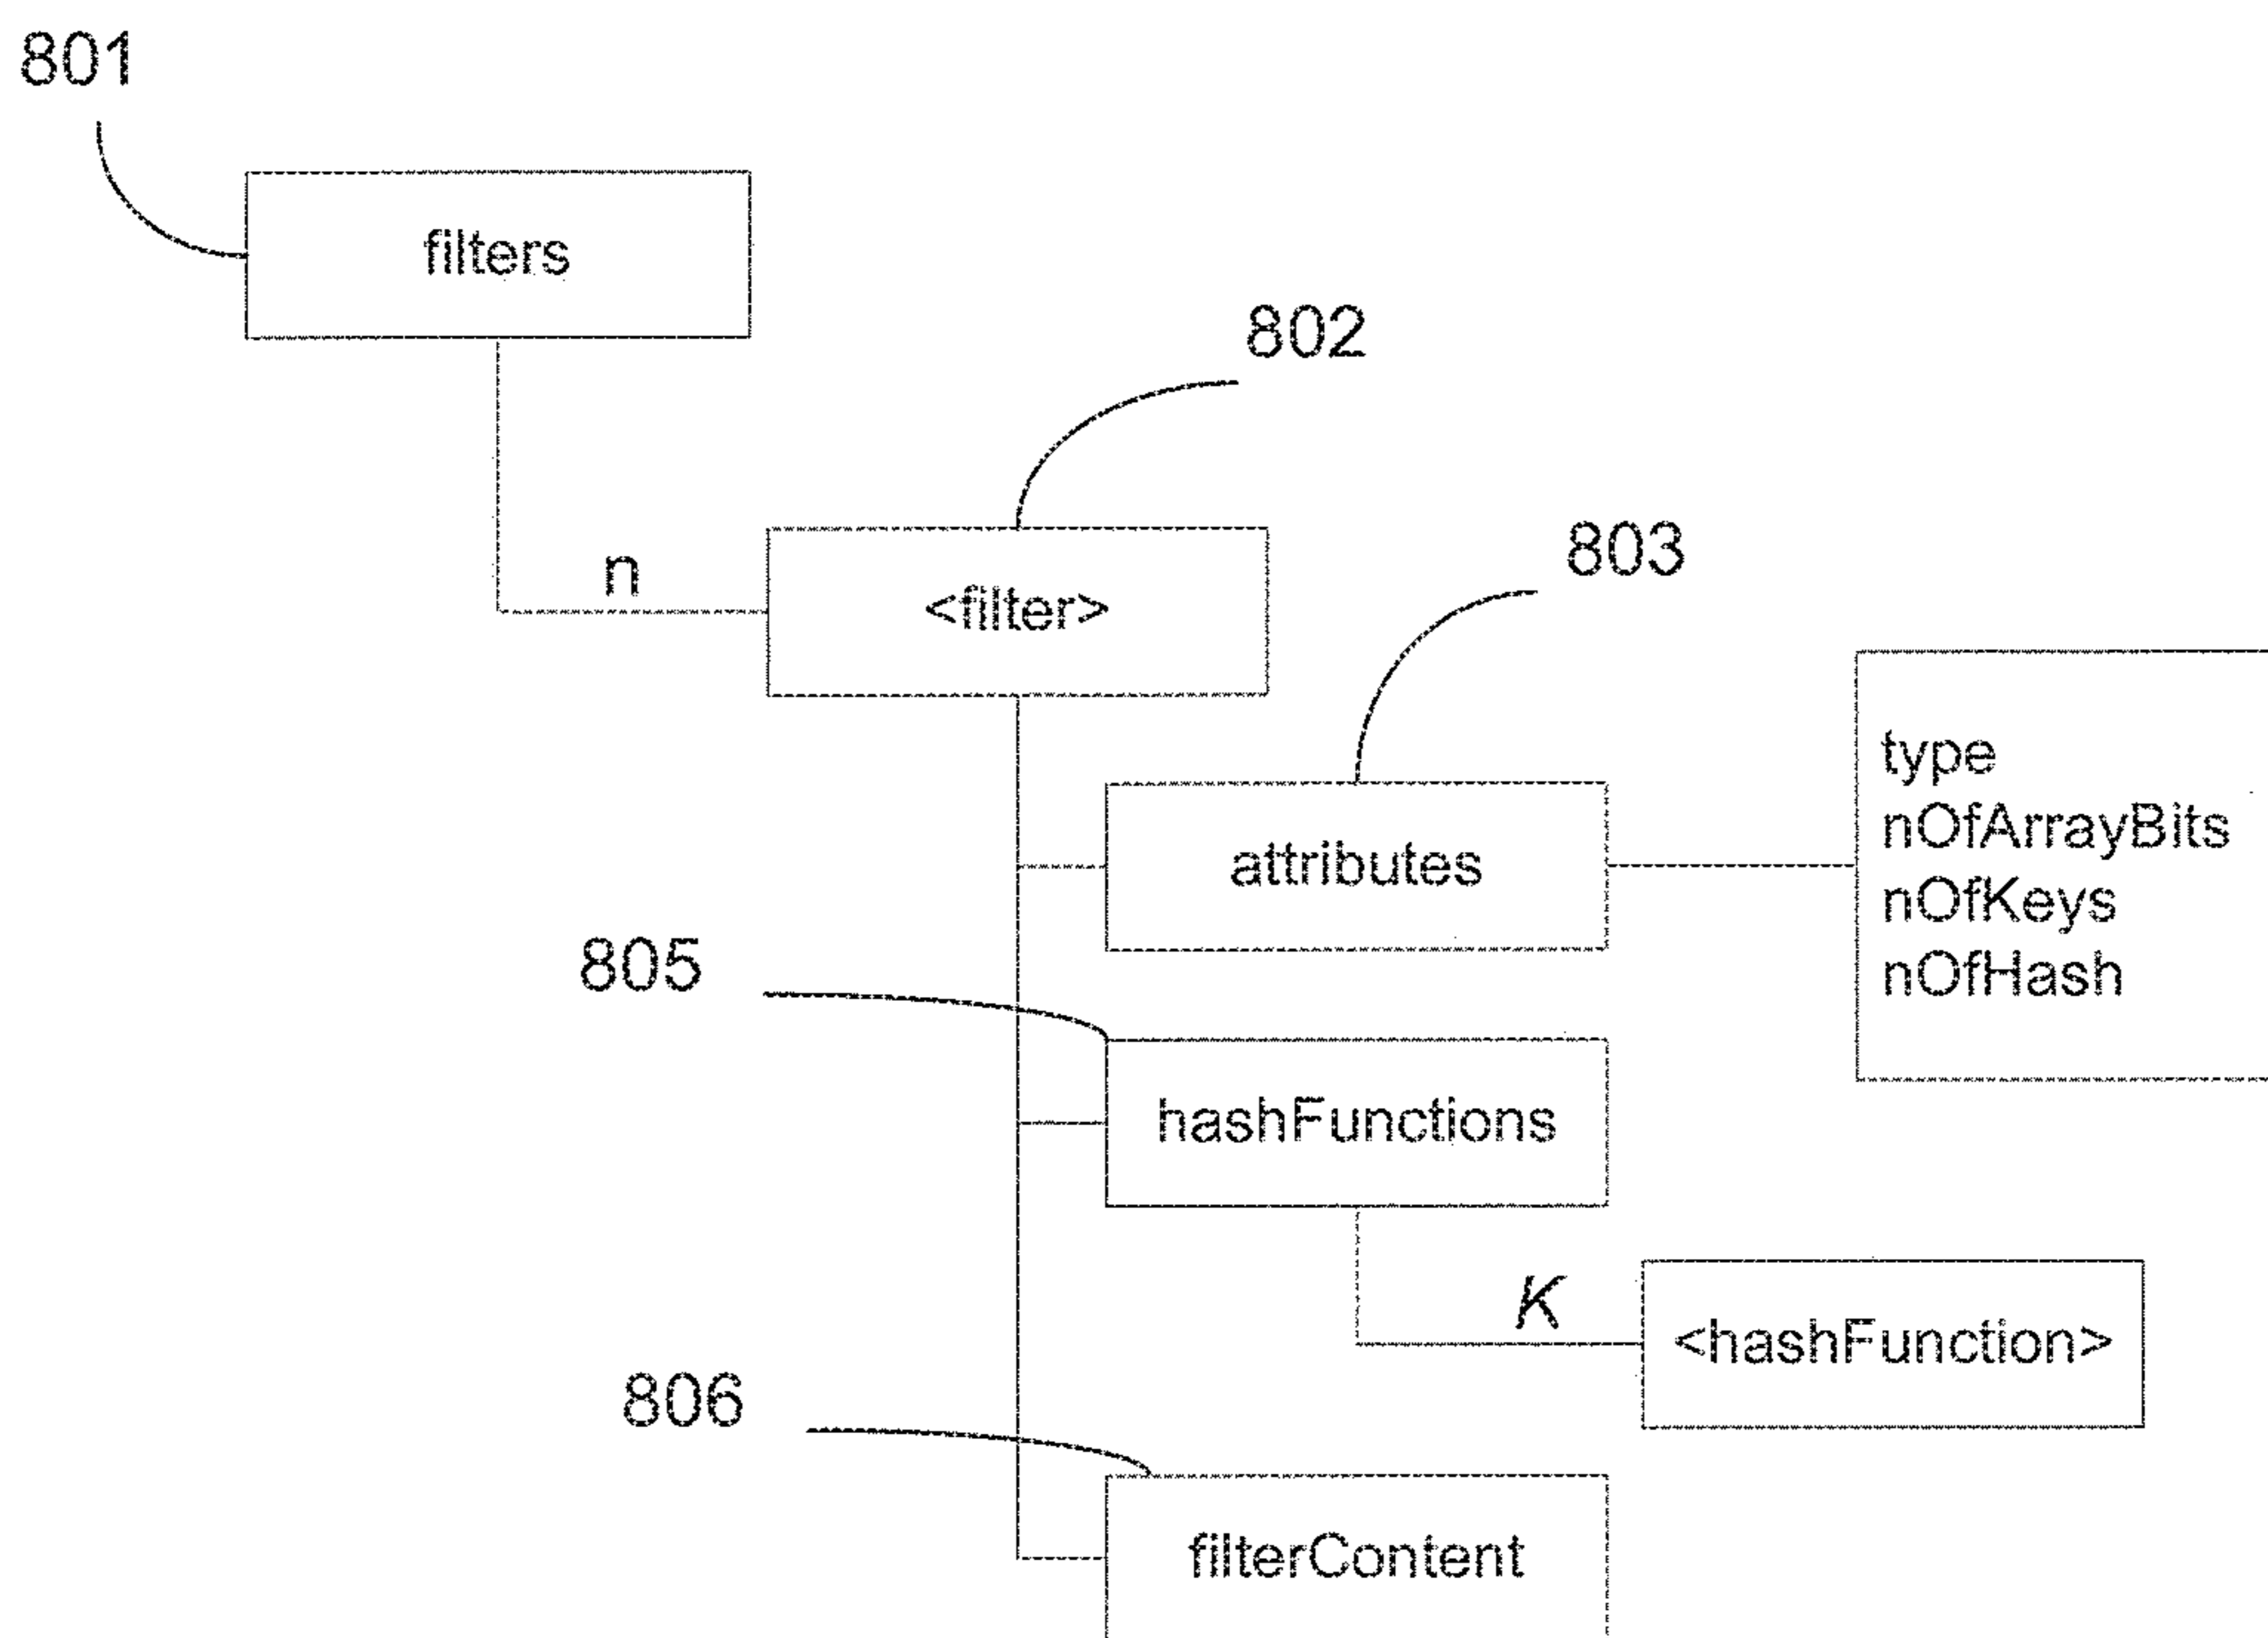 801
filters
802
n
<filter>
803
type
nOfArrayBits
nOfKeys
nOfHash
attributes
805
hashFunctions
K
<hashFunction>
806
filterContent